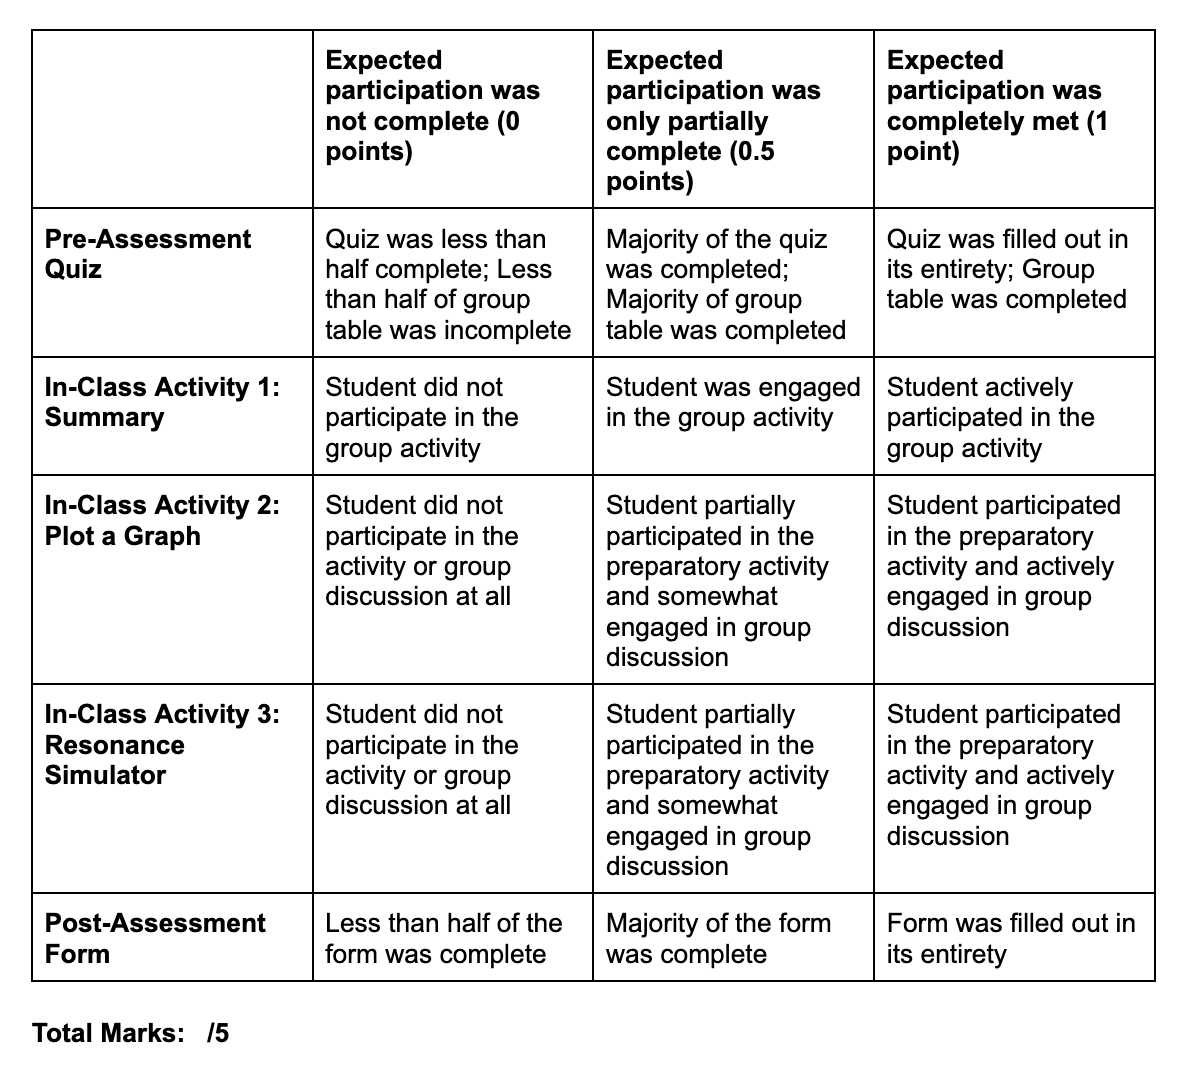 Expected
participation was
not complete (0
points)
Expected
participation was
only partially
complete (0.5
points)
Expected
participation was
completely met (1
point)
Pre-Assessment
Quiz
Quiz was less than
half complete; Less
than half of group
table was incomplete
Majority of the quiz
was completed;
Majority of group
table was completed
Quiz was filled out in
its entirety; Group
table was completed
In-Class Activity 1:
Summary
Student did not
participate in the
group activity
Student was engaged
in the group activity
Student actively
participated in the
group activity
In-Class Activity 2:
Plot a Graph
Student did not
participate in the
activity or group
discussion at all
Student partially
participated in the
preparatory activity
and somewhat
engaged in group
discussion
Student participated
in the preparatory
activity and actively
engaged in group
discussion
In-Class Activity 3:
Resonance
Simulator
Student did not
participate in the
activity or group
discussion at all
Student partially
participated in the
preparatory activity
and somewhat
engaged in group
discussion
Student participated
in the preparatory
activity and actively
engaged in group
discussion
Post-Assessment
Form
Less than half of the
form was complete
Majority of the form
was complete
Form was filled out in
its entirety
Total Marks: /5